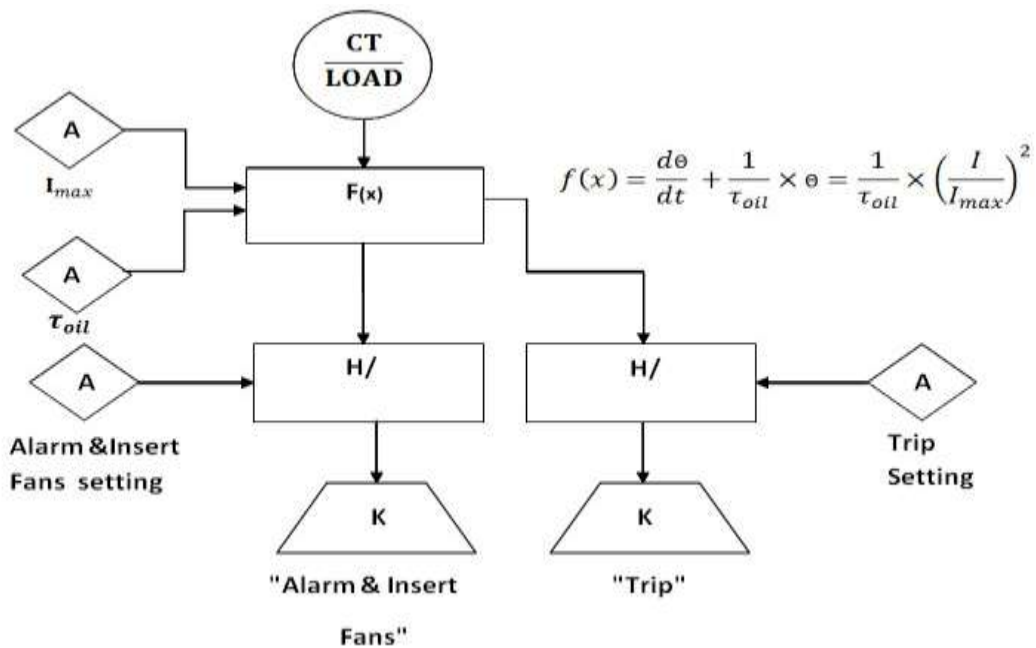 CT
LOAD
A
I_max
F(x)
f(x) = dɵ/dt + 1/τ_oil × ɵ = 1/τ_oil × (I/I_max)^2
A
τ_oil
A
H/
H/
A
Alarm &Insert
Fans setting
Trip
Setting
K
K
"Alarm & Insert
Fans"
"Trip"